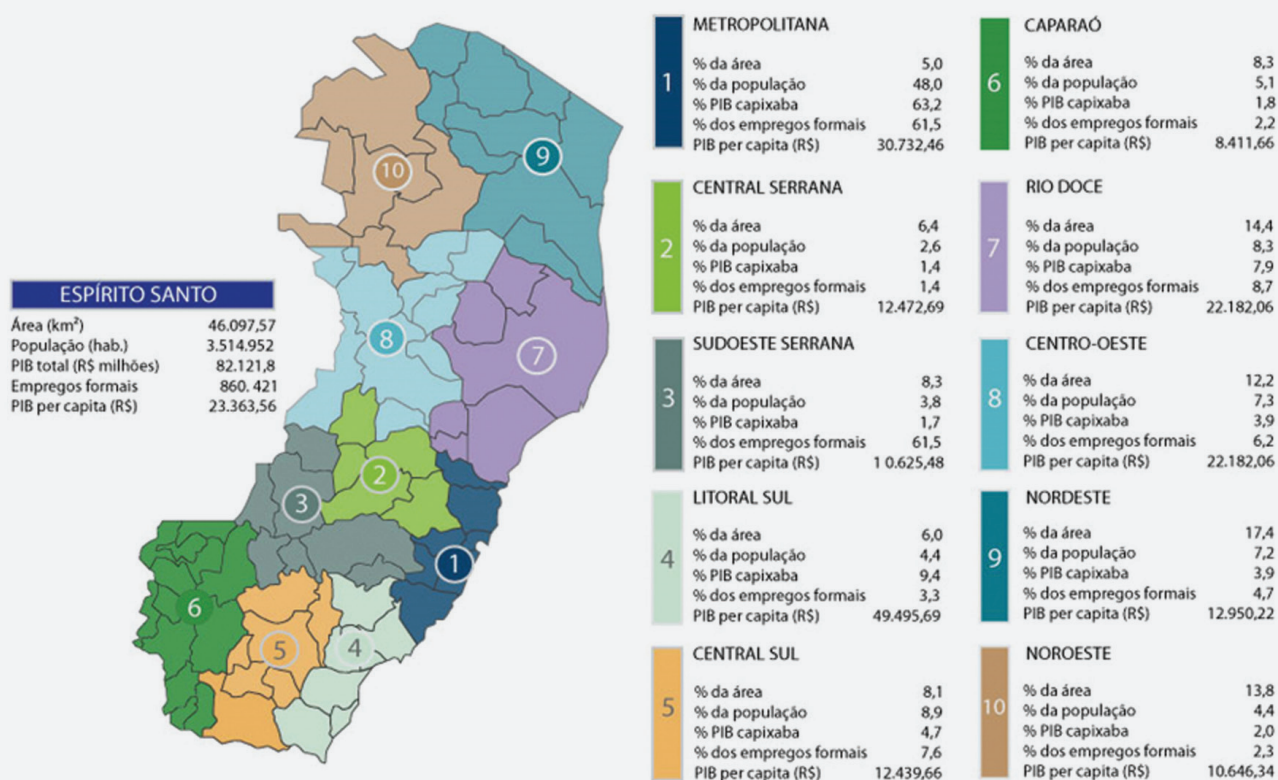 ESPÍRITO SANTO
Área (km²) 46.097,57
População (hab.) 3.514.952
PIB total (R$ milhões) 82.121,8
Empregos formais 860. 421
PIB per capita (R$) 23.363,56
10
9
8
7
2
3
1
6
5
4
1
METROPOLITANA
% da área 5,0
% da população 48,0
% PIB capixaba 63,2
% dos empregos formais 61,5
PIB per capita (R$) 30.732,46
2
CENTRAL SERRANA
% da área 6,4
% da população 2,6
% PIB capixaba 1,4
% dos empregos formais 1,4
PIB per capita (R$) 12.472,69
3
SUDOESTE SERRANA
% da área 8,3
% da população 3,8
% PIB capixaba 1,7
% dos empregos formais 61,5
PIB per capita (R$) 1 0.625,48
4
LITORAL SUL
% da área 6,0
% da população 4,4
% PIB capixaba 9,4
% dos empregos formais 3,3
PIB per capita (R$) 49.495,69
5
CENTRAL SUL
% da área 8,1
% da população 8,9
% PIB capixaba 4,7
% dos empregos formais 7,6
PIB per capita (R$) 12.439,66
6
CAPARAÓ
% da área 8,3
% da população 5,1
% PIB capixaba 1,8
% dos empregos formais 2,2
PIB per capita (R$) 8.411,66
7
RIO DOCE
% da área 14,4
% da população 8,3
% PIB capixaba 7,9
% dos empregos formais 8,7
PIB per capita (R$) 22.182,06
8
CENTRO-OESTE
% da área 12,2
% da população 7,3
% PIB capixaba 3,9
% dos empregos formais 6,2
PIB per capita (R$) 22.182,06
9
NORDESTE
% da área 17,4
% da população 7,2
% PIB capixaba 3,9
% dos empregos formais 4,7
PIB per capita (R$) 12.950,22
10
NOROESTE
% da área 13,8
% da população 4,4
% PIB capixaba 2,0
% dos empregos formais 2,3
PIB per capita (R$) 10.646,34